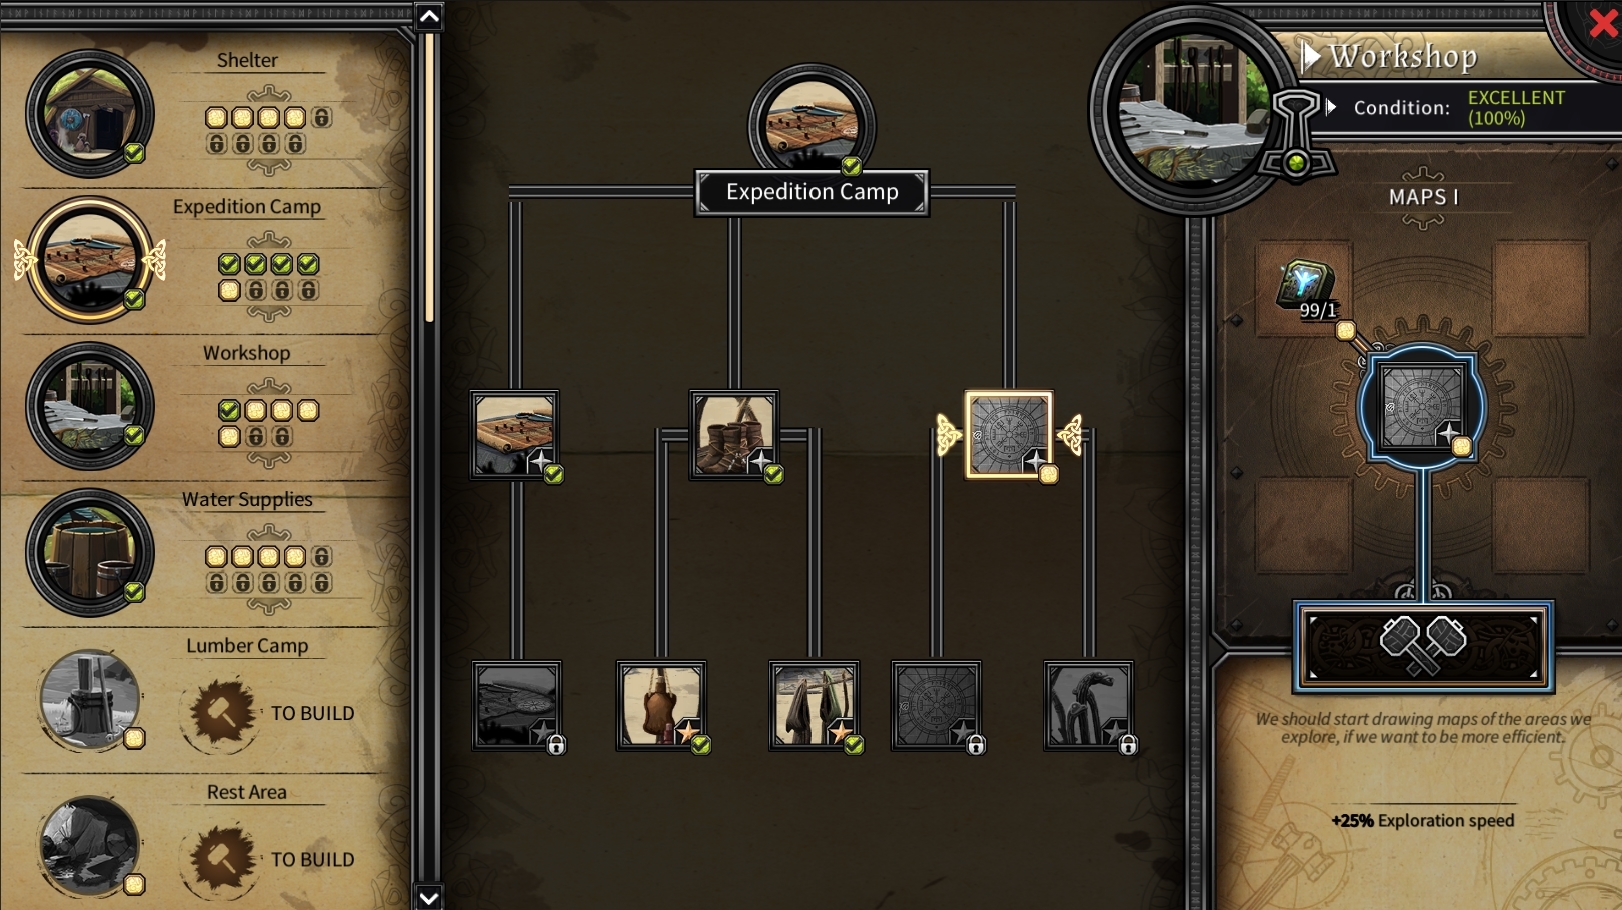 Shelter
Expedition Camp
Workshop
Water Supplies
Lumber Camp
TO BUILD
Rest Area
TO BUILD
Expedition Camp
Workshop
Condition:
EXCELLENT
(100%)
MAPS I
99/1
We should start drawing maps of the areas we
explore, if we want to be more efficient.
+25% Exploration speed